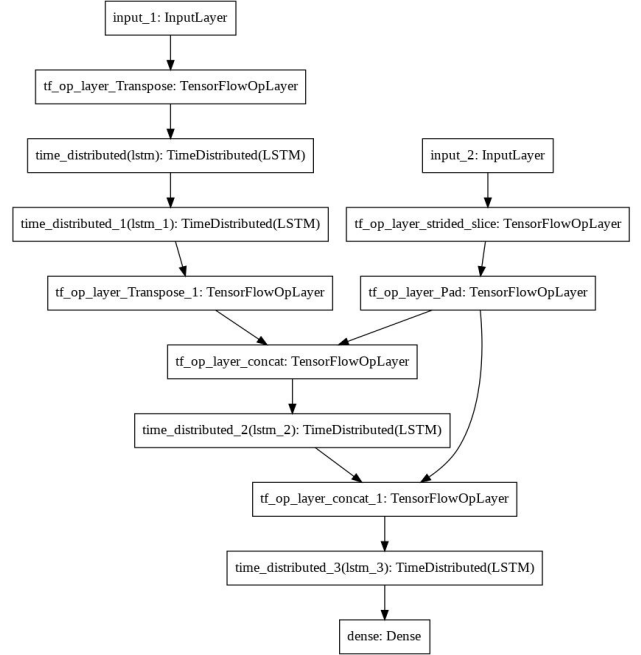 input_1: InputLayer
tf_op_layer_Transpose: TensorFlowOpLayer
time_distributed(lstm): TimeDistributed(LSTM)
input_2: InputLayer
time_distributed_1(lstm_1): TimeDistributed(LSTM)
tf_op_layer_strided_slice: TensorFlowOpLayer
tf_op_layer_Transpose_1: TensorFlowOpLayer
tf_op_layer_Pad: TensorFlowOpLayer
tf_op_layer_concat: TensorFlowOpLayer
time_distributed_2(lstm_2): TimeDistributed(LSTM)
tf_op_layer_concat_1: TensorFlowOpLayer
time_distributed_3(lstm_3): TimeDistributed(LSTM)
dense: Dense